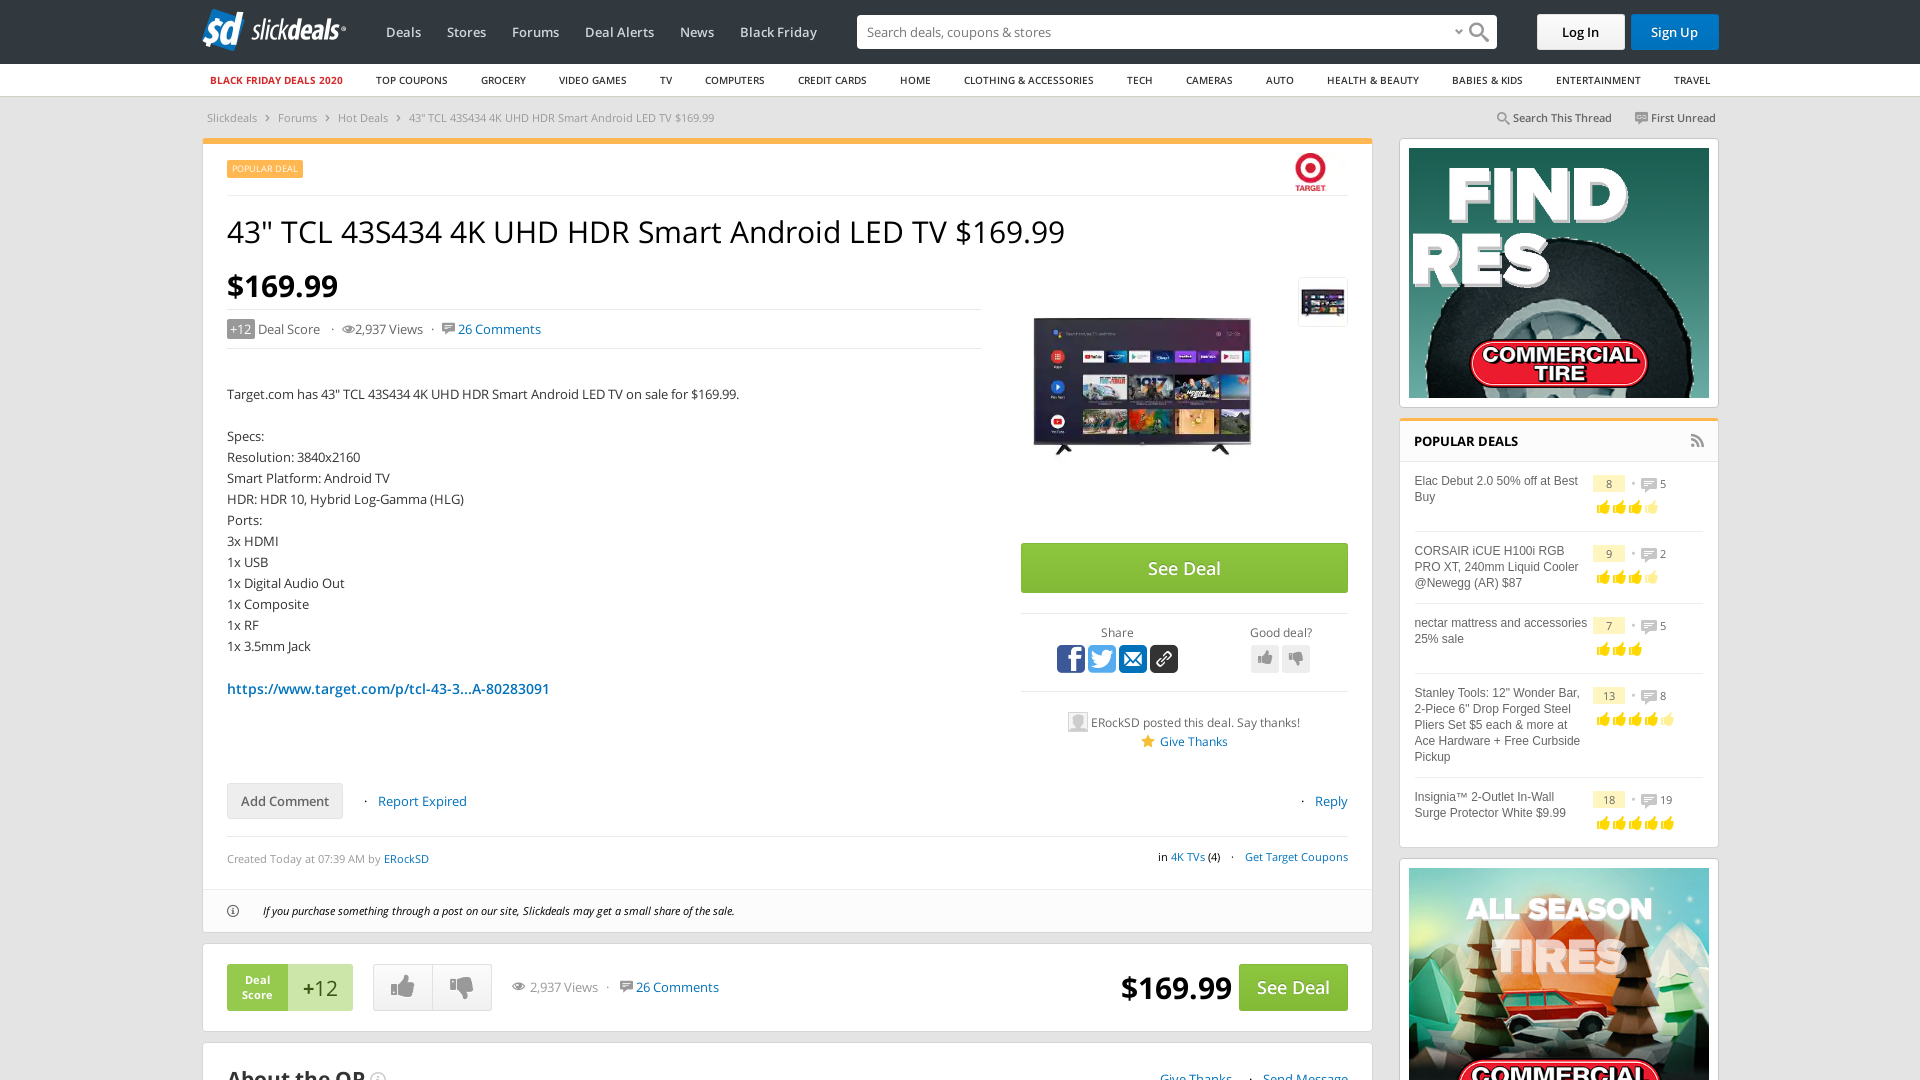 sd slickdeals
Deals Stores Forums Deal Alerts News Black Friday
Search deals, coupons & stores
Log In Sign Up
BLACK FRIDAY DEALS 2020 TOP COUPONS GROCERY VIDEO GAMES TV COMPUTERS CREDIT CARDS HOME CLOTHING & ACCESSORIES TECH CAMERAS AUTO HEALTH & BEAUTY BABIES & KIDS ENTERTAINMENT TRAVEL
Slickdeals › Forums › Hot Deals › 43" TCL 43S434 4K UHD HDR Smart Android LED TV $169.99
Search This Thread First Unread
POPULAR DEAL
TARGET
43" TCL 43S434 4K UHD HDR Smart Android LED TV $169.99
$169.99
+12 Deal Score · 2,937 Views · 26 Comments
Target.com has 43" TCL 43S434 4K UHD HDR Smart Android LED TV on sale for $169.99.
Specs:
Resolution: 3840x2160
Smart Platform: Android TV
HDR: HDR 10, Hybrid Log-Gamma (HLG)
Ports:
3x HDMI
1x USB
1x Digital Audio Out
1x Composite
1x RF
1x 3.5mm Jack
https://www.target.com/p/tcl-43-3...A-80283091
See Deal
Share
Good deal?
ERockSD posted this deal. Say thanks!
Give Thanks
Add Comment · Report Expired
· Reply
Created Today at 07:39 AM by ERockSD
in 4K TVs (4) · Get Target Coupons
If you purchase something through a post on our site, Slickdeals may get a small share of the sale.
Deal
Score
+12
2,937 Views · 26 Comments
$169.99 See Deal
About the OP
Give Thanks · Send Message
FIND
RES
COMMERCIAL
TIRE
POPULAR DEALS
Elac Debut 2.0 50% off at Best
Buy
8 • 5
CORSAIR iCUE H100i RGB
PRO XT, 240mm Liquid Cooler
@Newegg (AR) $87
9 • 2
nectar mattress and accessories
25% sale
7 • 5
Stanley Tools: 12" Wonder Bar,
2-Piece 6" Drop Forged Steel
Pliers Set $5 each & more at
Ace Hardware + Free Curbside
Pickup
13 • 8
Insignia™ 2-Outlet In-Wall
Surge Protector White $9.99
18 • 19
ALL SEASON
TIRES
COMMERCIAL